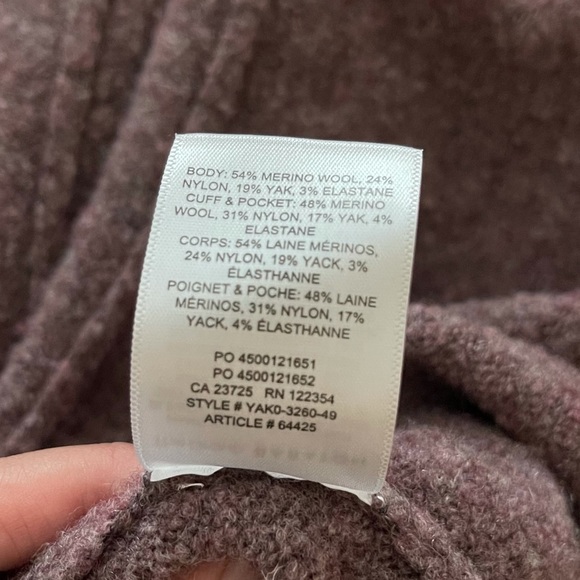 BODY: 54% MERINO WOOL, 24%
NYLON, 19% YAK, 3% ELASTANE
CUFF & POCKET: 48% MERINO
WOOL, 31% NYLON, 17% YAK, 4%
ELASTANE
CORPS: 54% LAINE MÉRINOS,
24% NYLON, 19% YACK, 3%
ÉLASTHANNE
POIGNET & POCHE: 48% LAINE
MÉRINOS, 31% NYLON, 17%
YACK, 4% ÉLASTHANNE
PO 4500121651
PO 4500121652
CA 23725 RN 122354
STYLE # YAK0-3260-49
ARTICLE # 64425